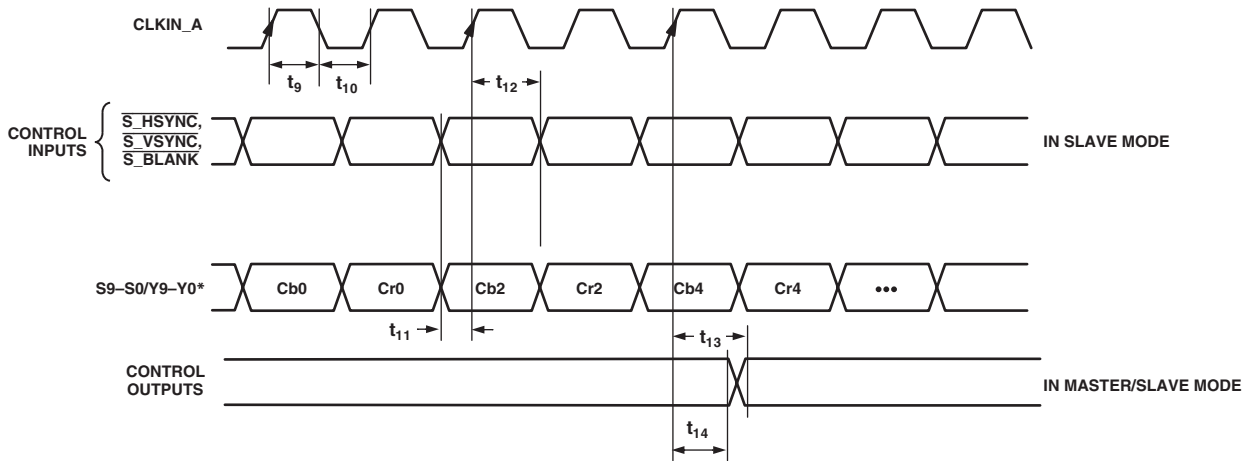 CLKIN_A
t9
t10
t12
CONTROL
INPUTS
S_HSYNC,
S_VSYNC,
S_BLANK
IN SLAVE MODE
S9–S0/Y9–Y0*
Cb0
Cr0
Cb2
Cr2
Cb4
Cr4
•••
t11
t13
CONTROL
OUTPUTS
IN MASTER/SLAVE MODE
t14